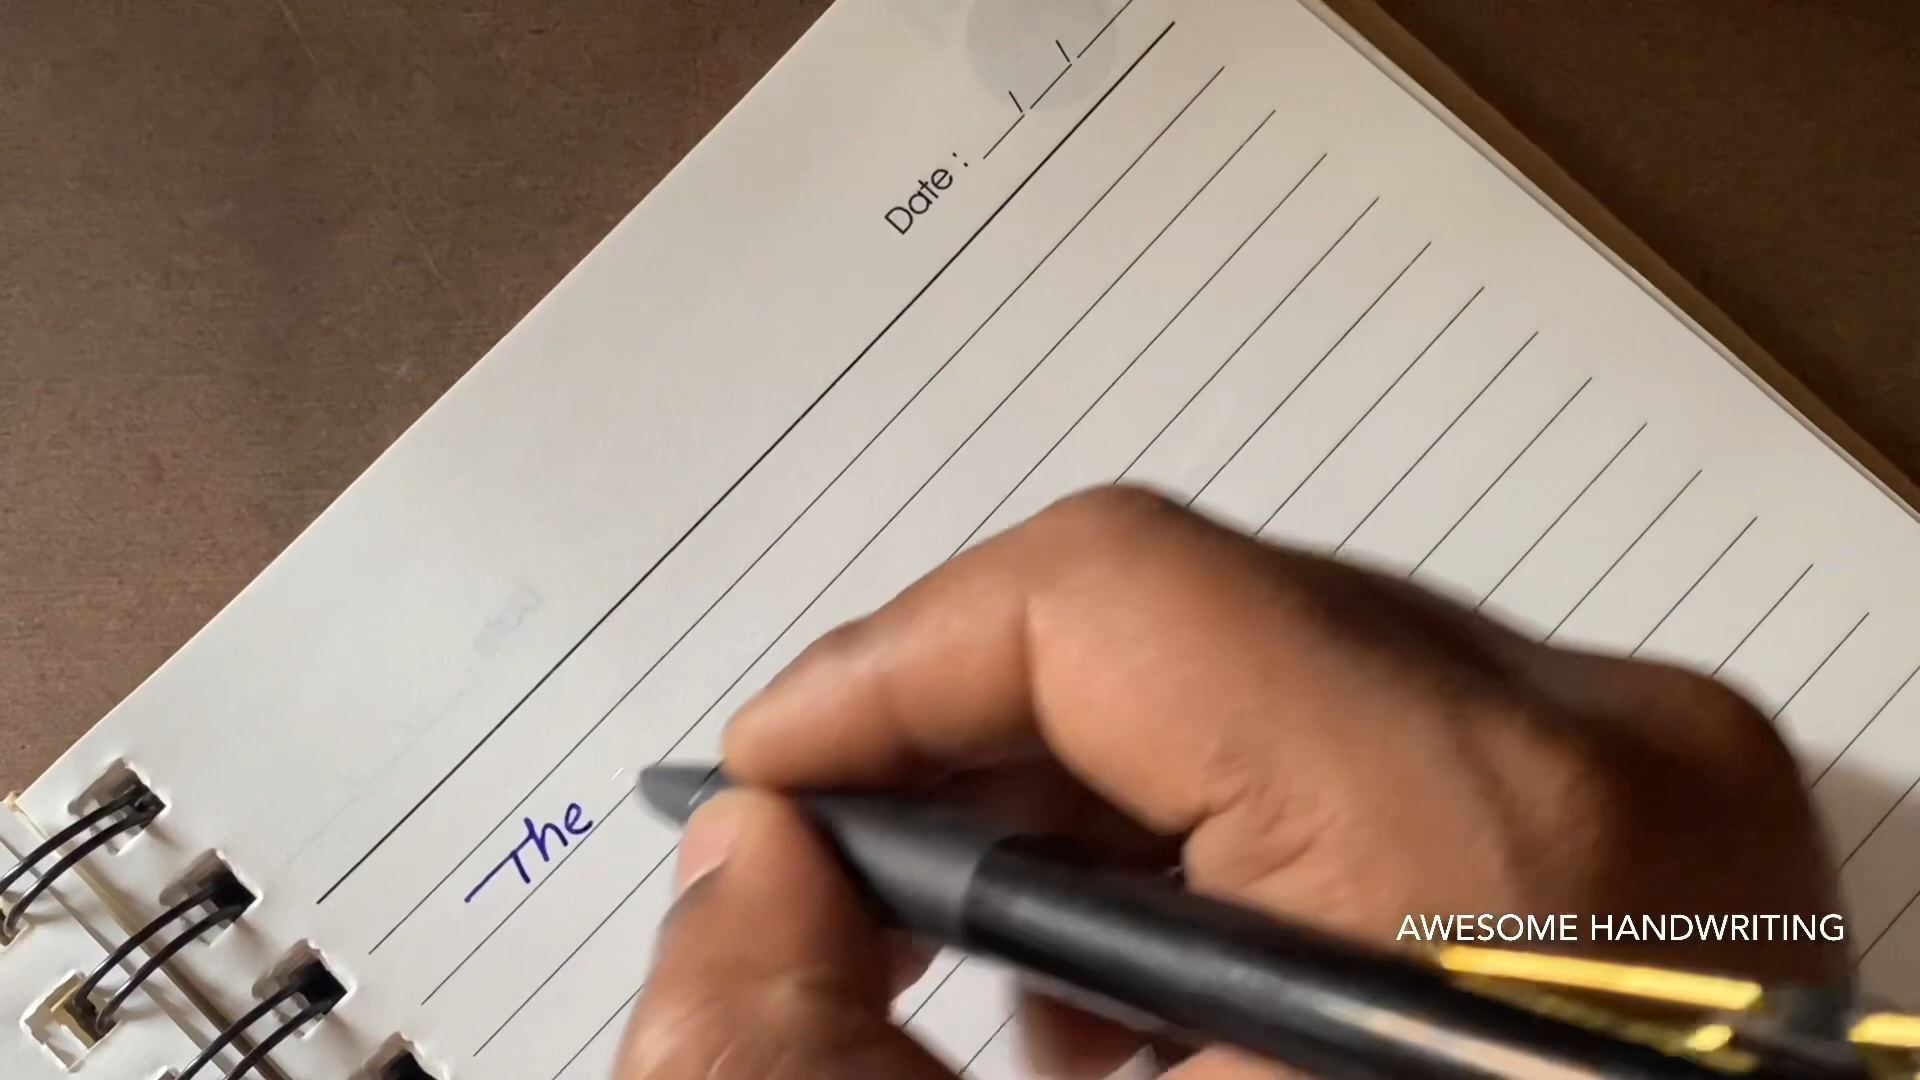 Date : __/__/__
The
AWESOME HANDWRITING